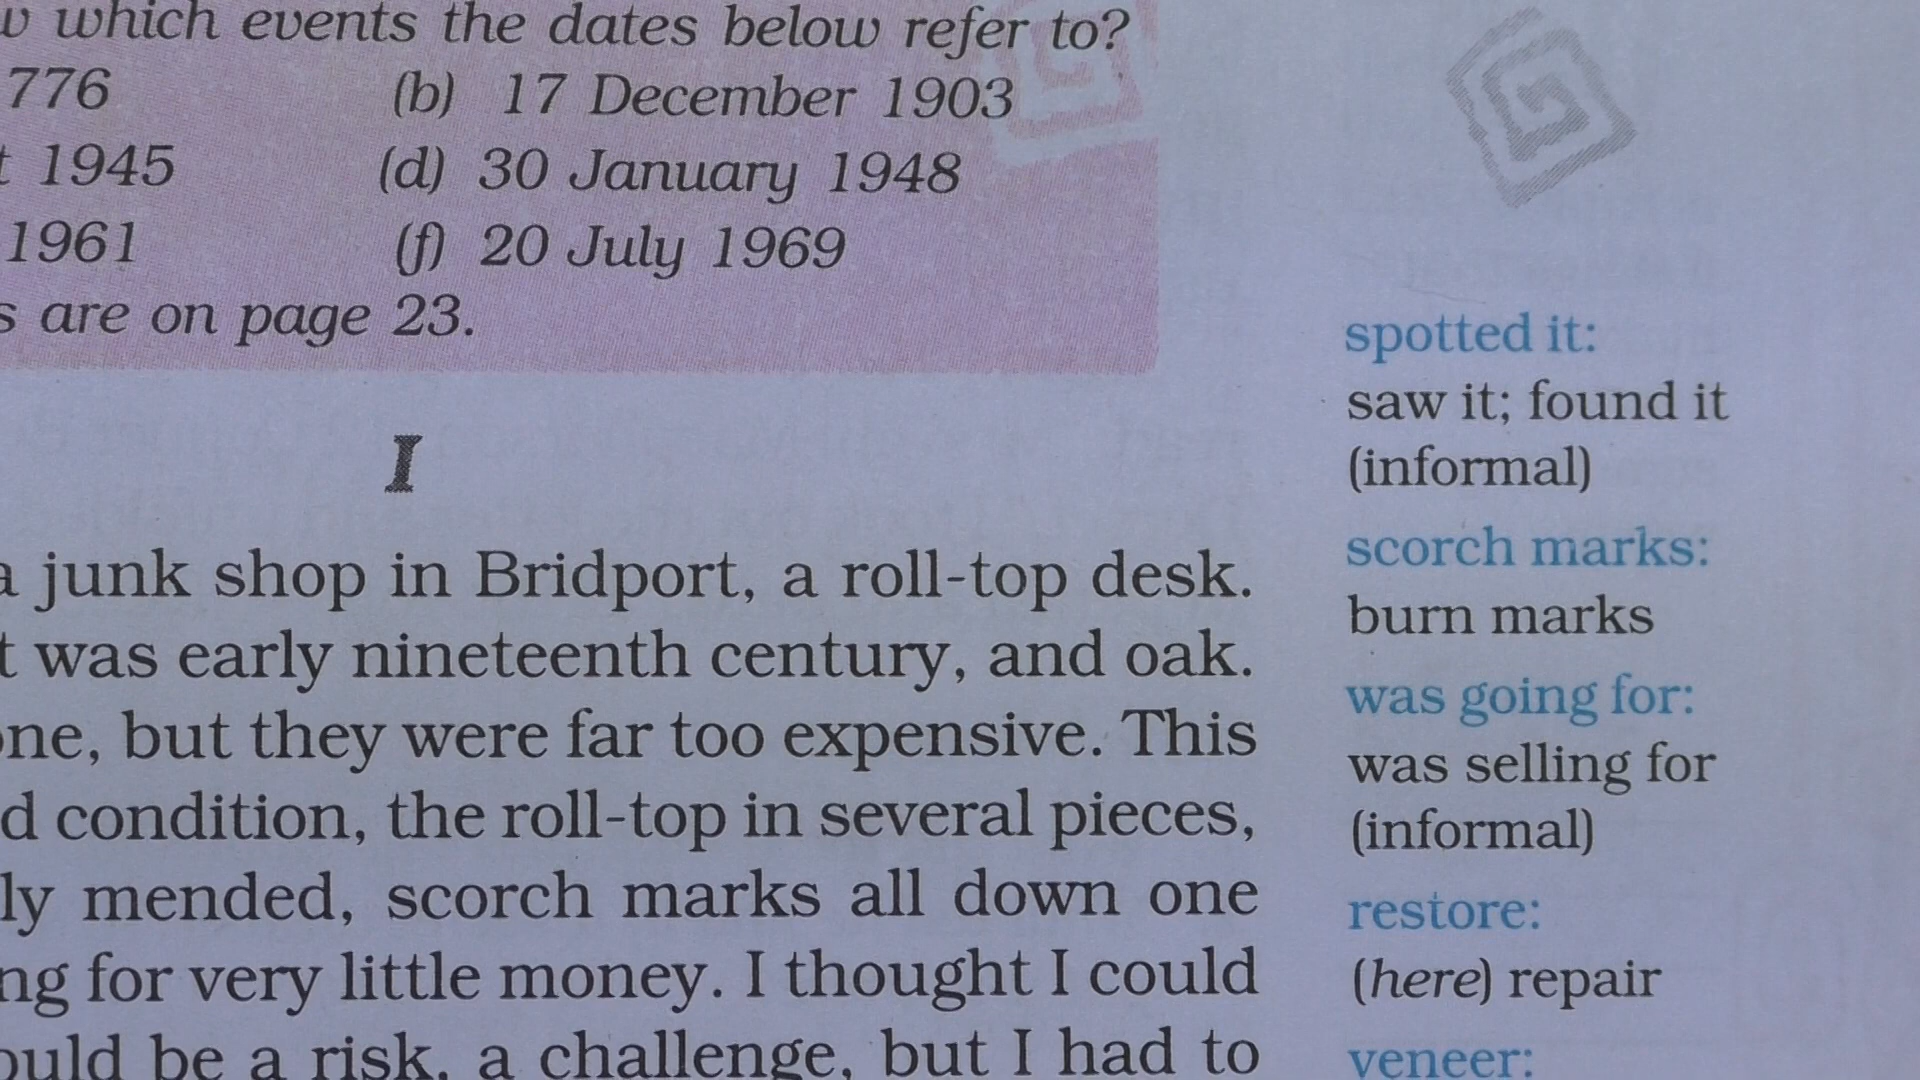 which events the dates below refer to?
776 (b) 17 December 1903
1945 (d) 30 January 1948
1961 (f) 20 July 1969
are on page 23.
I
a junk shop in Bridport, a roll-top desk.
was early nineteenth century, and oak.
but they were far too expensive. This
condition, the roll-top in several pieces,
mended, scorch marks all down one
for very little money. I thought I could
be a risk, a challenge, but I had to
spotted it:
saw it; found it
(informal)
scorch marks:
burn marks
was going for:
was selling for
(informal)
restore:
(here) repair
veneer: